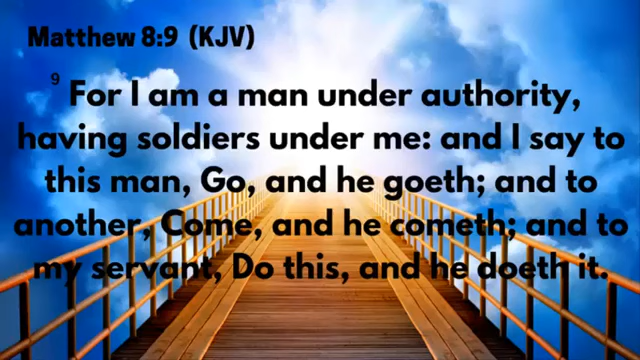 Matthew 8:9 (KJV)
9 For I am a man under authority,
having soldiers under me: and I say to
this man, Go, and he goeth; and to
another, Come, and he cometh; and to
my servant, Do this, and he doeth it.